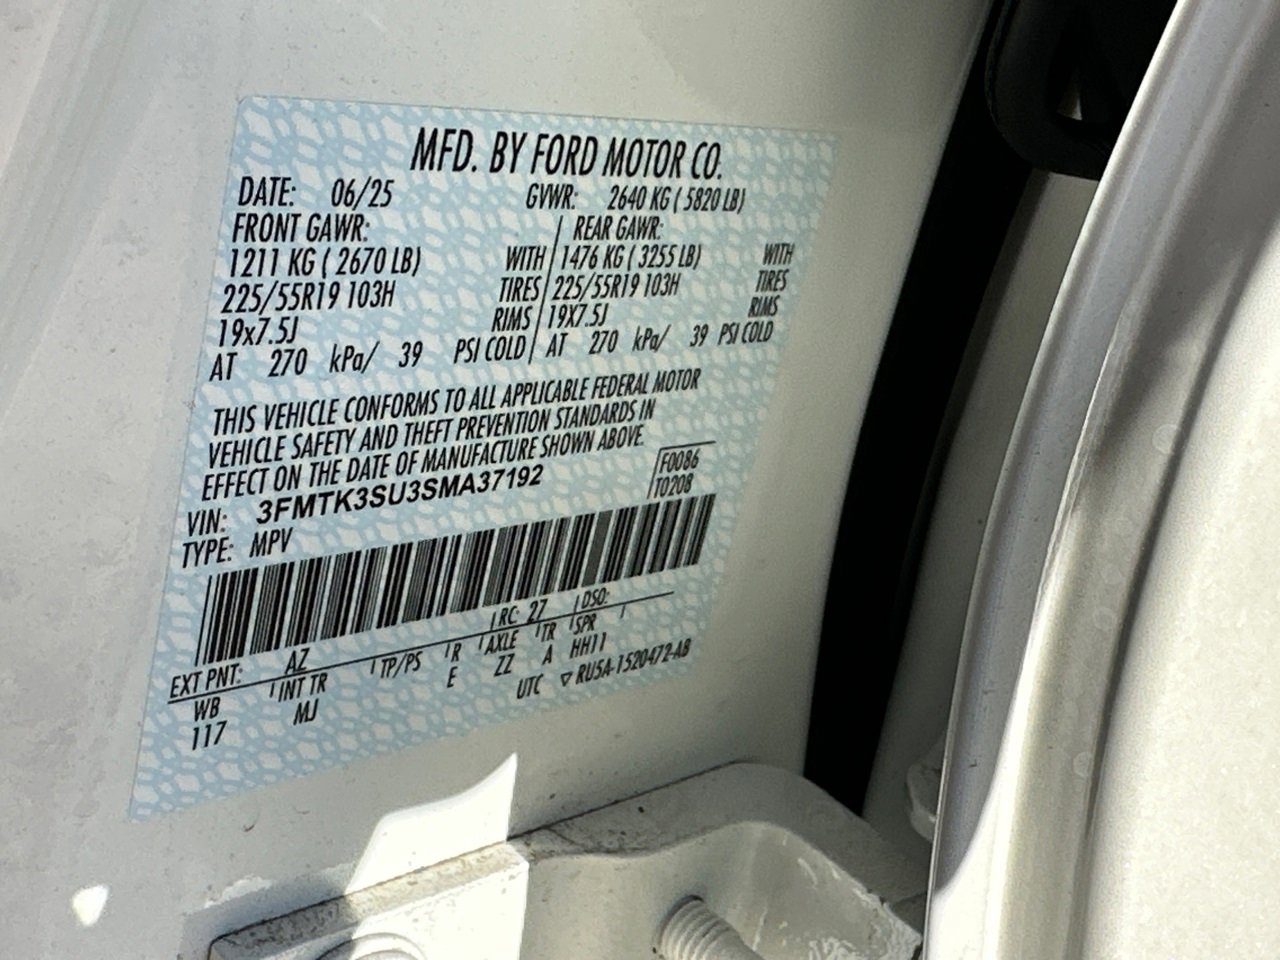 MFD. BY FORD MOTOR CO.
DATE: 06/25 GVWR: 2640 KG ( 5820 LB)
FRONT GAWR: REAR GAWR:
1211 KG ( 2670 LB) WITH 1476 KG ( 3255 LB) WITH
225/55R19 103H TIRES 225/55R19 103H TIRES
19x7.5J RIMS 19X7.5J RIMS
AT 270 kPa/ 39 PSI COLD AT 270 kPa/ 39 PSI COLD
THIS VEHICLE CONFORMS TO ALL APPLICABLE FEDERAL MOTOR
VEHICLE SAFETY AND THEFT PREVENTION STANDARDS IN
EFFECT ON THE DATE OF MANUFACTURE SHOWN ABOVE.
VIN: 3FMTK3SU3SMA37192 F0086
TYPE: MPV T0208
EXT PNT: AZ RC: 27 DSO:
WB INT TR TP/PS R AXLE TR SPR
117 MJ E ZZ A HH11
UTC ▽ RU5A-1520472-AB